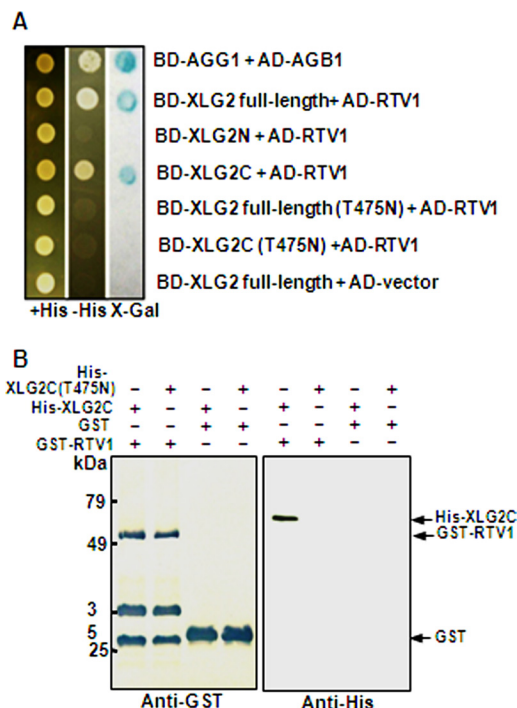 A
BD-AGG1 + AD-AGB1
BD-XLG2 full-length+ AD-RTV1
BD-XLG2N + AD-RTV1
BD-XLG2C + AD-RTV1
BD-XLG2 full-length(T475N) + AD-RTV1
BD-XLG2C (T475N) +AD-RTV1
BD-XLG2 full-length + AD-vector
+His -His X-Gal
B
His-
XLG2C(T475N) – + – + – + – +
His-XLG2C + – + – + – + –
GST – – + + – – + +
GST-RTV1 + + – – + + – –
kDa
79
49
3
5
25
His-XLG2C
GST-RTV1
GST
Anti-GST Anti-His